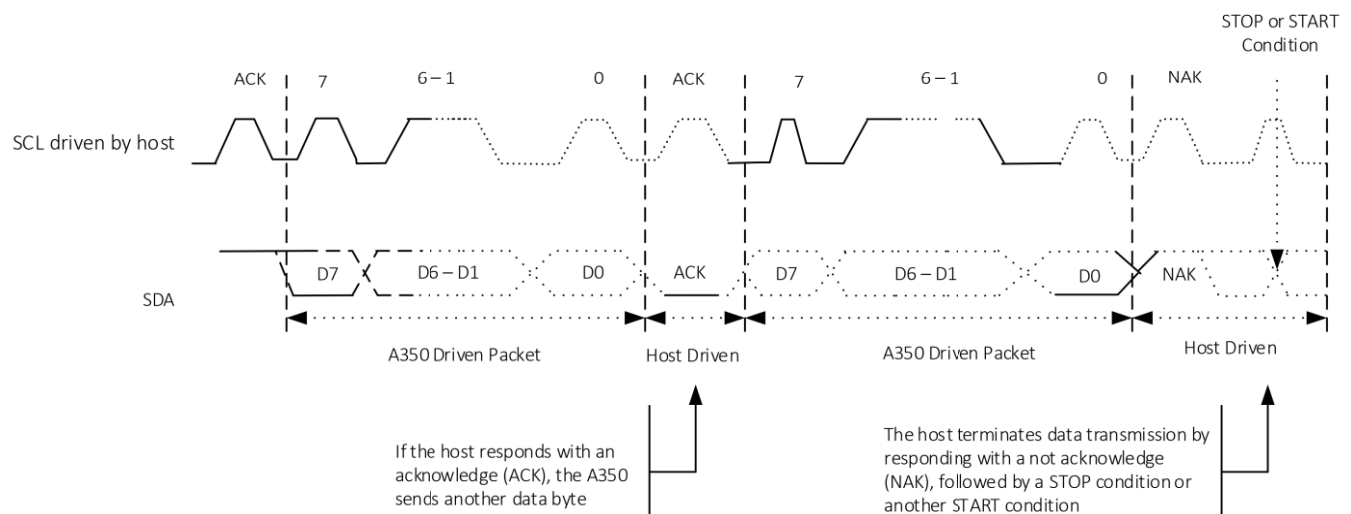 STOP or START
Condition
ACK 7 6 – 1 0 ACK 7 6 – 1 0 NAK
SCL driven by host
D7 D6 – D1 D0 ACK D7 D6 – D1 D0 NAK
SDA
A350 Driven Packet Host Driven A350 Driven Packet Host Driven
If the host responds with an
acknowledge (ACK), the A350
sends another data byte
The host terminates data transmission by
responding with a not acknowledge
(NAK), followed by a STOP condition or
another START condition